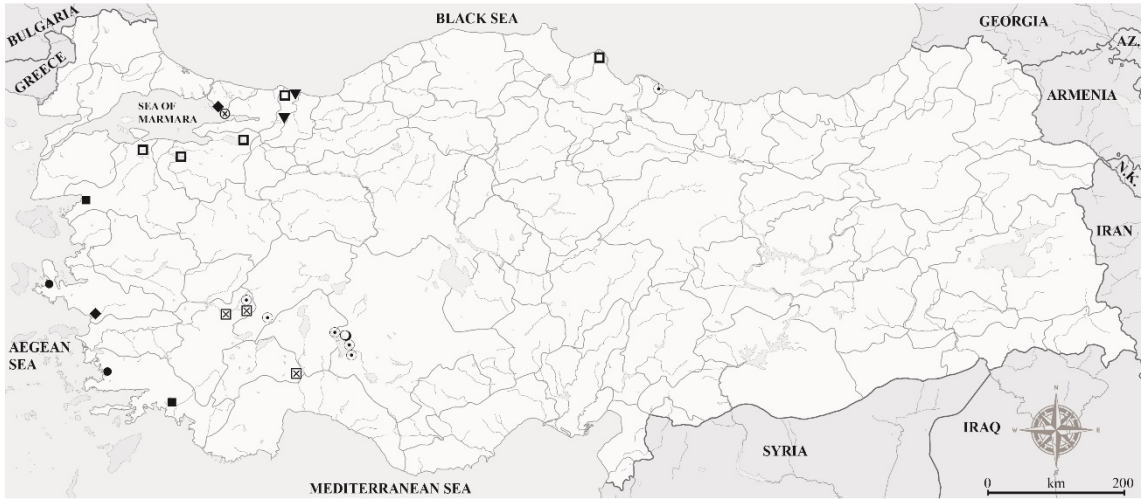 BLACK SEA
BULGARIA
GREECE
GEORGIA
AZ.
ARMENIA
SEA OF
MARMARA
N.K.
IRAN
AEGEAN
SEA
IRAQ
SYRIA
MEDITERRANEAN SEA
N
W
E
S
0 km 200